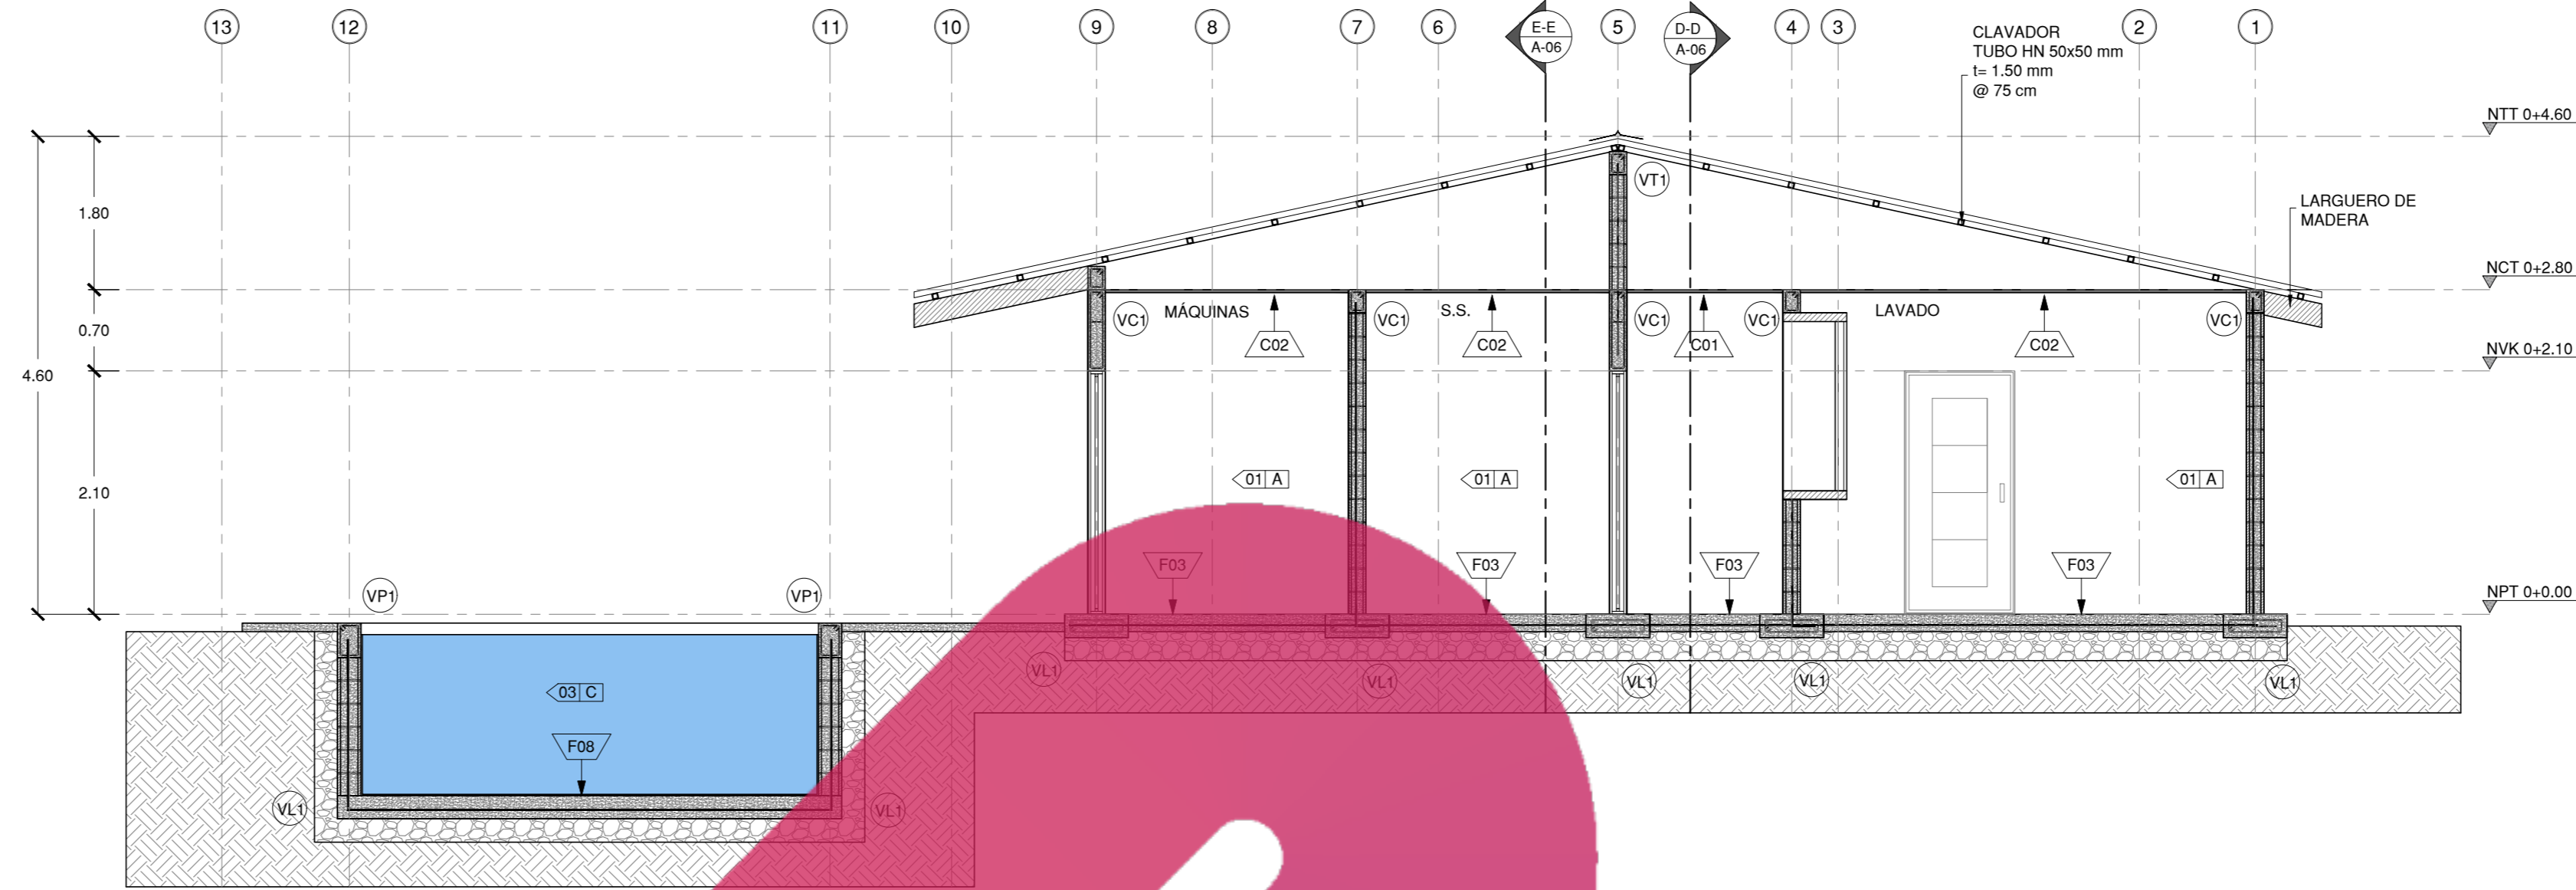 13 12 11 10 9 8 7 6 5 4 3 2 1
E-E
A-06
D-D
A-06
CLAVADOR
TUBO HN 50x50 mm
t= 1.50 mm
@ 75 cm
NTT 0+4.60
1.80
VT1
LARGUERO DE
MADERA
NCT 0+2.80
0.70
VC1 MÁQUINAS VC1 S.S. VC1 VC1 LAVADO VC1
C02 C02 C01 C02
NVK 0+2.10
4.60
2.10
01 A 01 A 01 A
F03 F03 F03 F03
VP1 VP1
NPT 0+0.00
VL1 VL1 VL1 VL1 VL1
03 C
F08
VL1 VL1